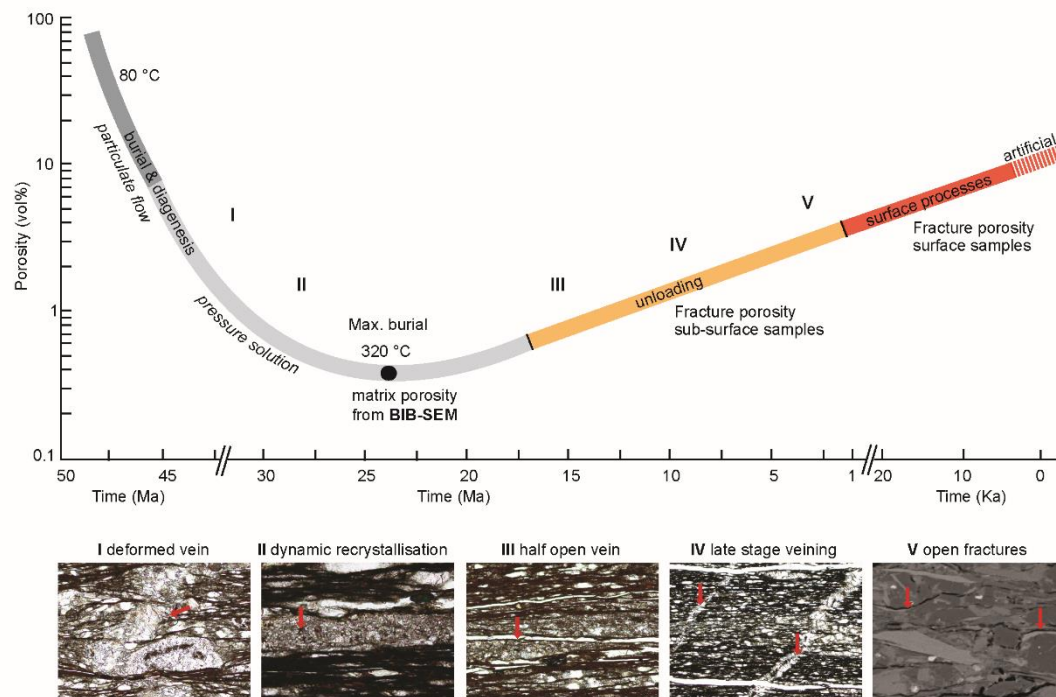 100
80 °C
burial & diagenesis
particulate flow
I
10
artificial
V
surface processes
Fracture porosity
surface samples
IV
Porosity (vol%)
II
III
unloading
Fracture porosity
sub-surface samples
1
pressure solution
Max. burial
320 °C
matrix porosity
from BIB-SEM
0.1
50 45 30 25 20 15 10 5 1 20 10 0
Time (Ma) Time (Ma) Time (Ka)
I deformed vein II dynamic recrystallisation III half open vein IV late stage veining V open fractures